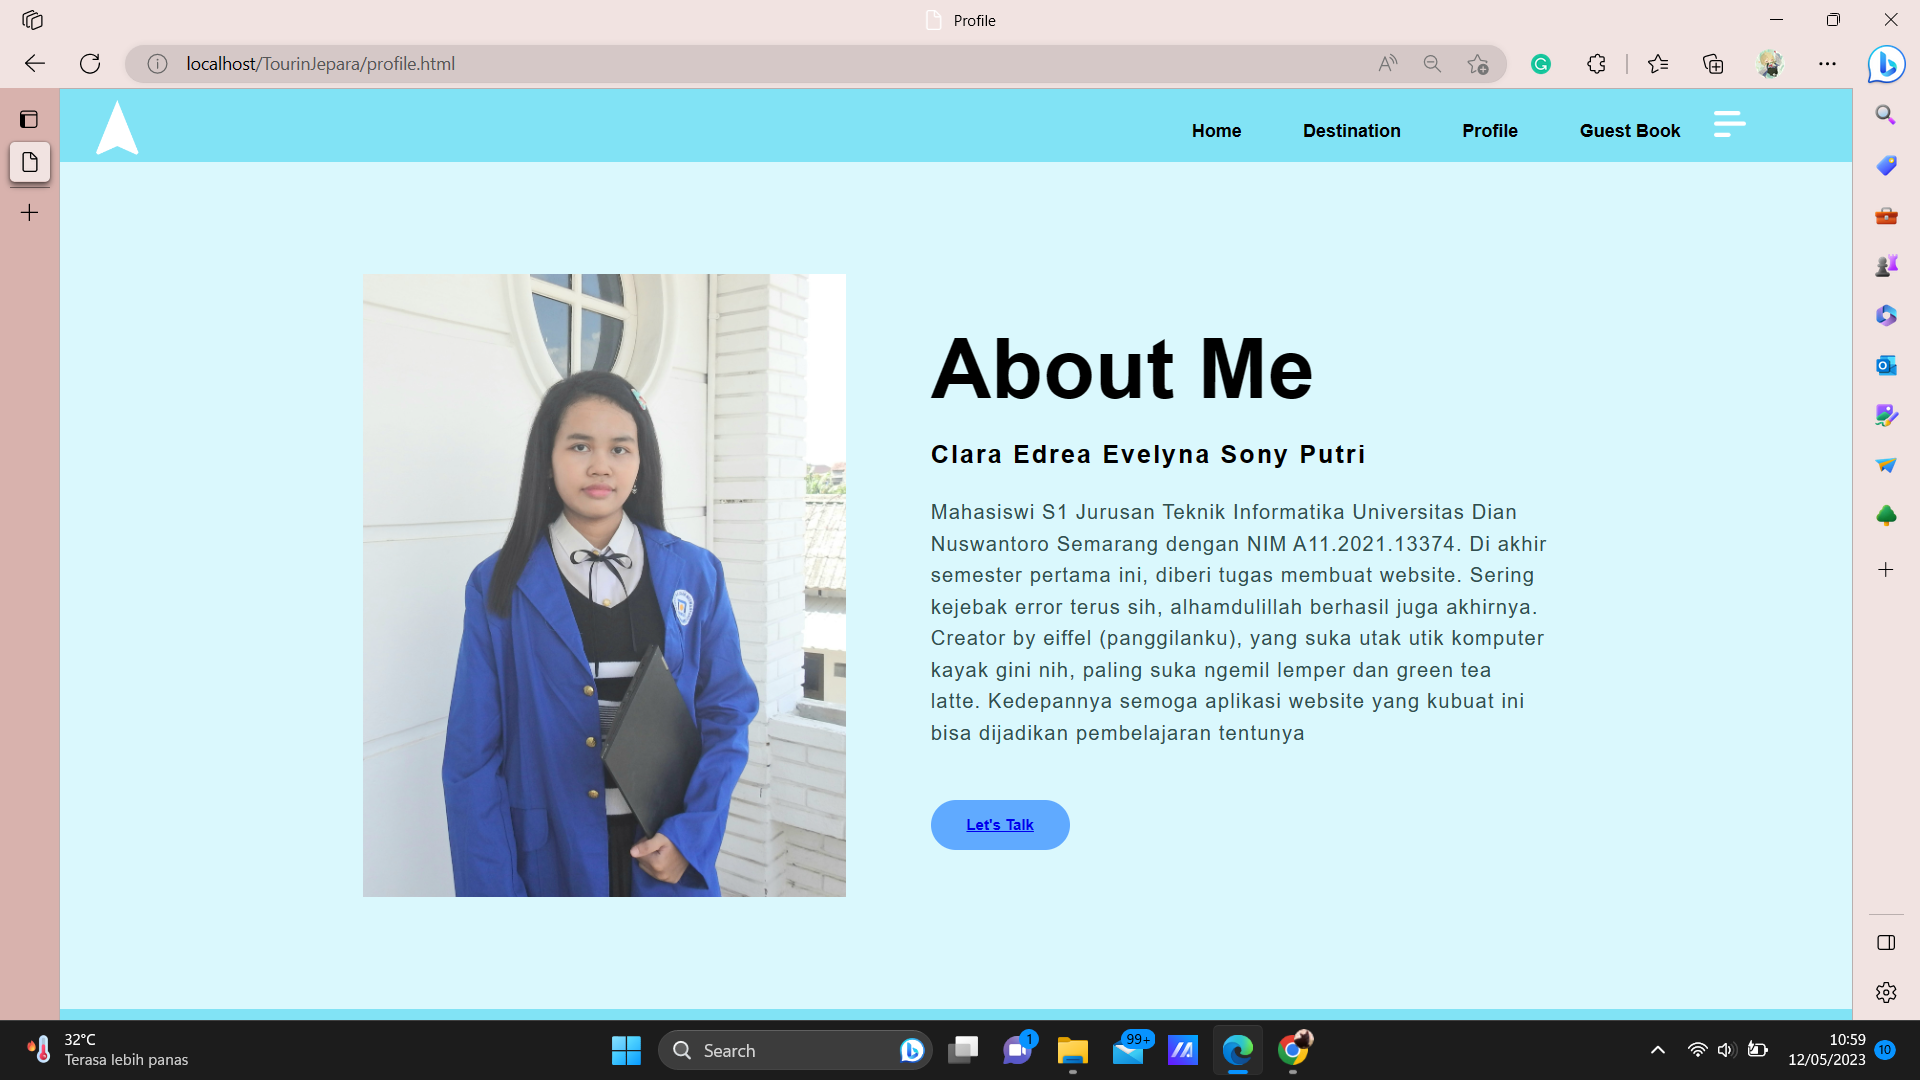 Profile
localhost/TourinJepara/profile.html
Home
Destination
Profile
Guest Book
About Me
Clara Edrea Evelyna Sony Putri
Mahasiswi S1 Jurusan Teknik Informatika Universitas Dian
Nuswantoro Semarang dengan NIM A11.2021.13374. Di akhir
semester pertama ini, diberi tugas membuat website. Sering
kejebak error terus sih, alhamdulillah berhasil juga akhirnya.
Creator by eiffel (panggilanku), yang suka utak utik komputer
kayak gini nih, paling suka ngemil lemper dan green tea
latte. Kedepannya semoga aplikasi website yang kubuat ini
bisa dijadikan pembelajaran tentunya
Let's Talk
32°C
Terasa lebih panas
Search
1
99+
10:59
12/05/2023
10